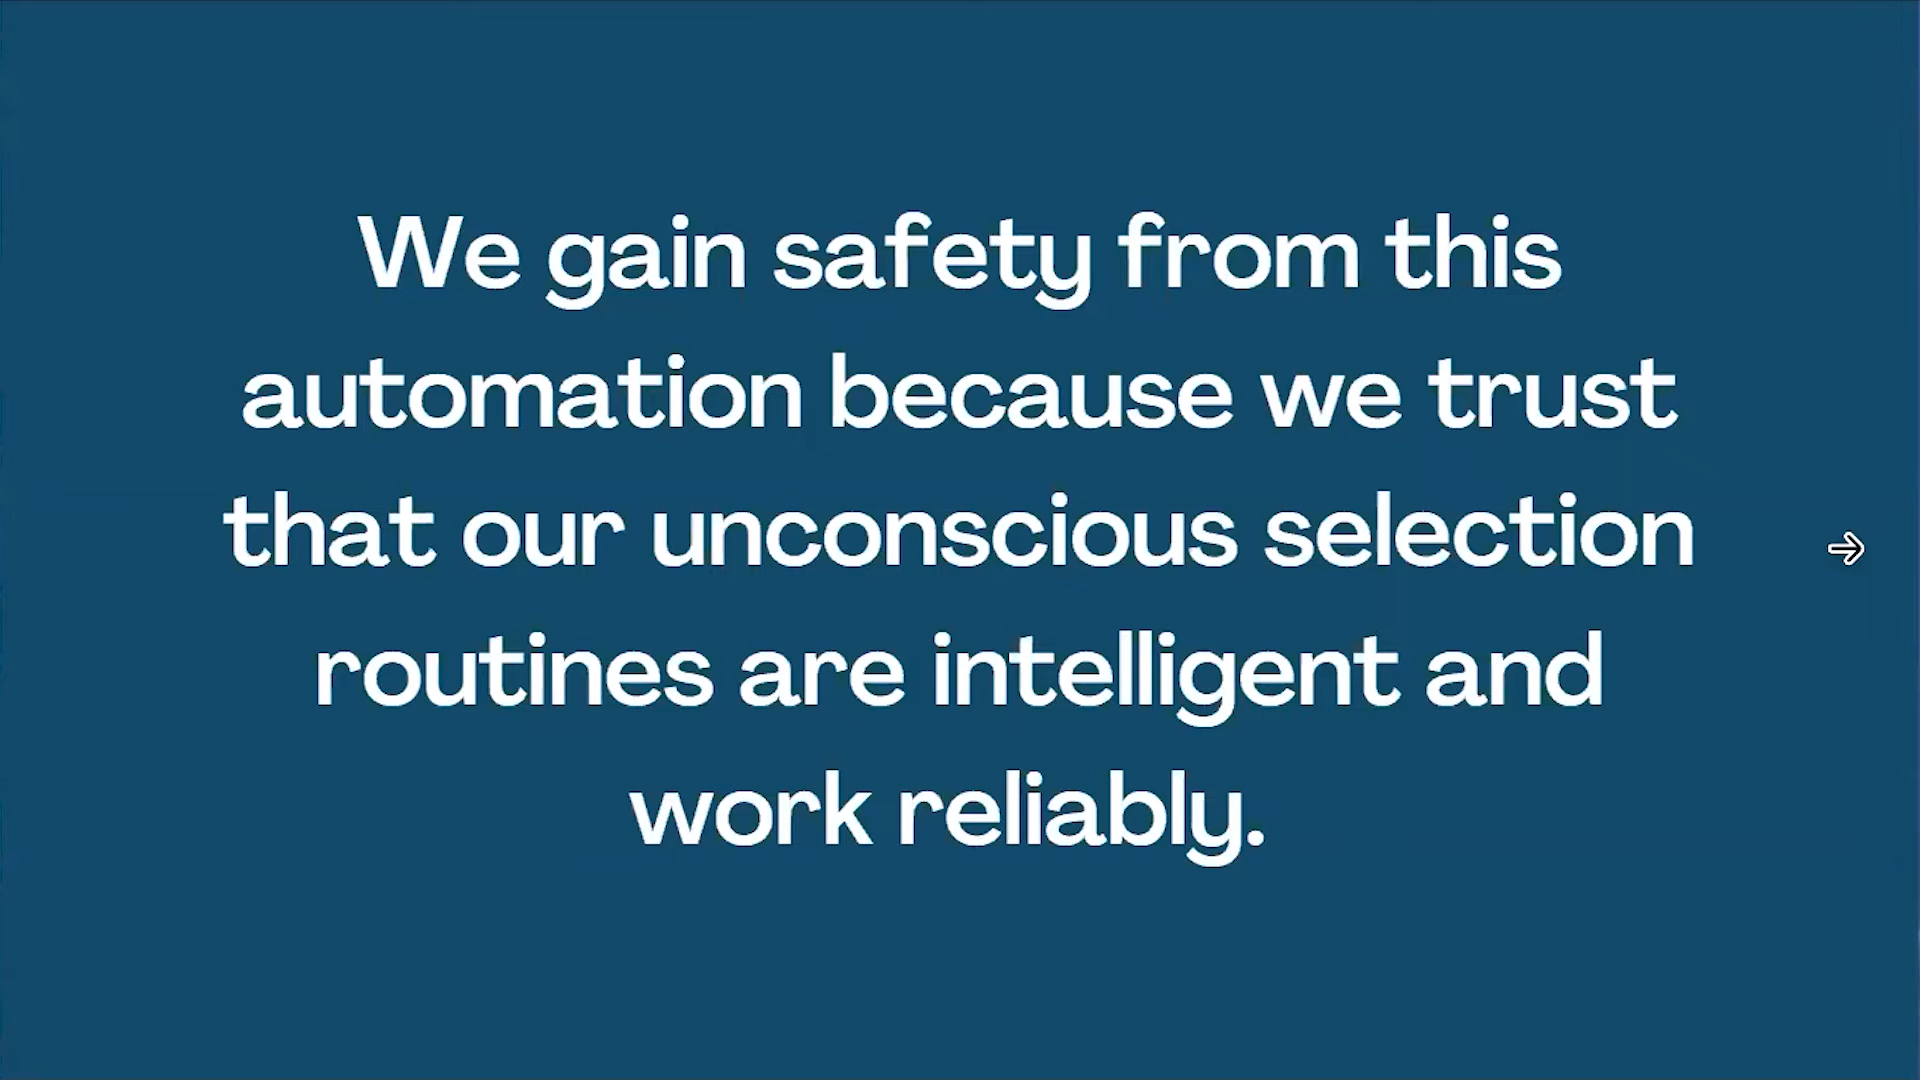 We gain safety from this
automation because we trust
that our unconscious selection
routines are intelligent and
work reliably.